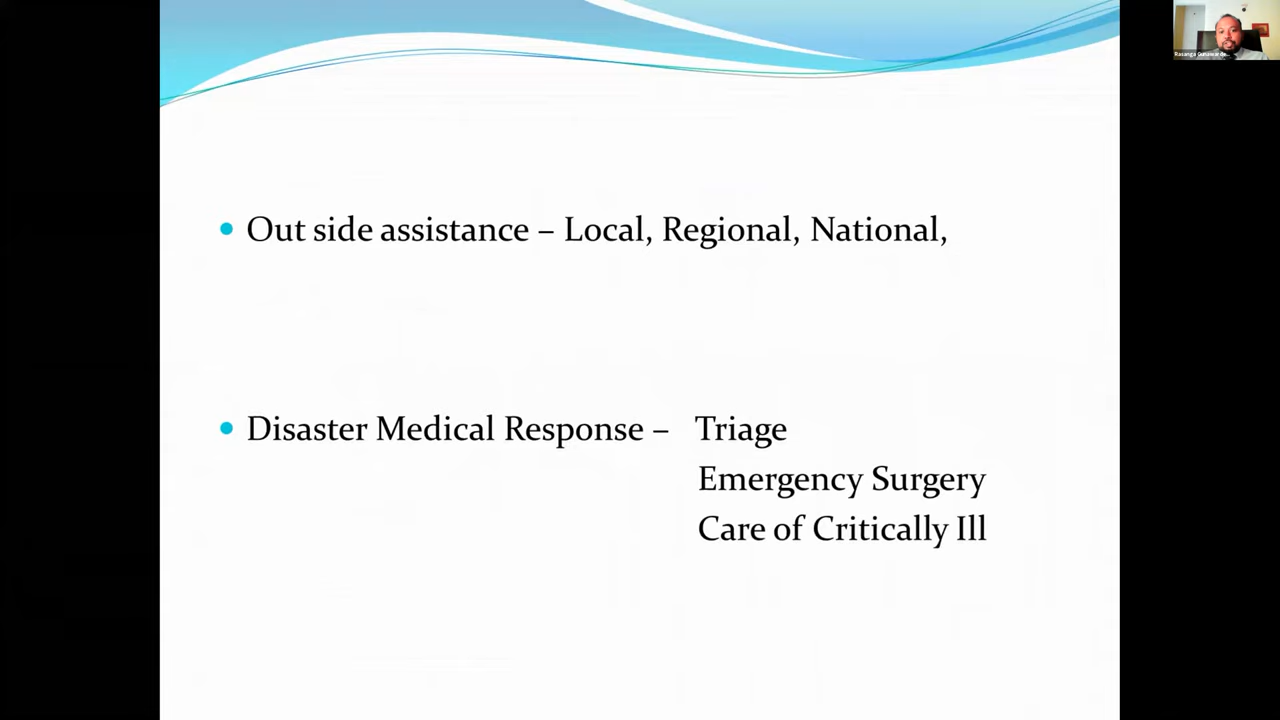 • Out side assistance – Local, Regional, National,
• Disaster Medical Response – Triage
Emergency Surgery
Care of Critically Ill